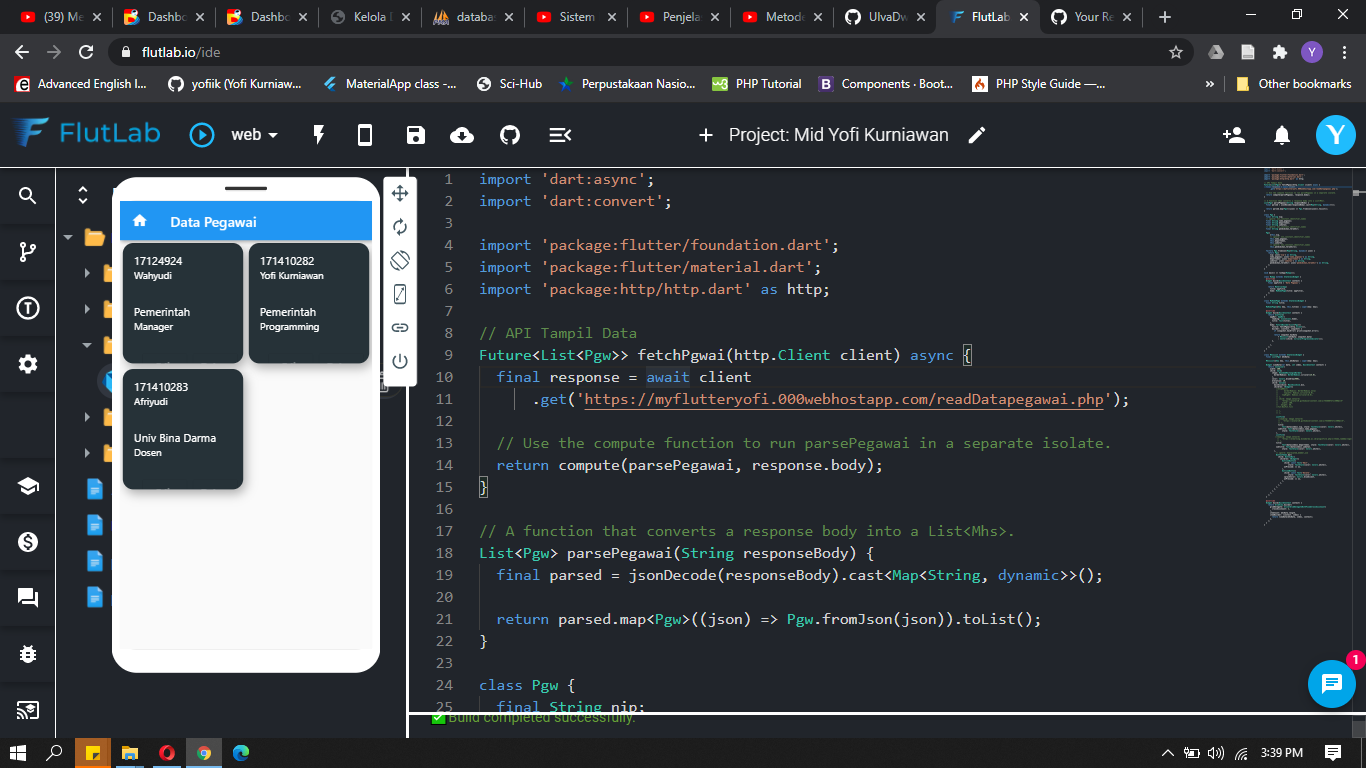 (39) Me
Dashbo
Dashbo
Kelola
databas
Sistem
Penjela
Metode
UlvaDw
FlutLab
Your Re
flutlab.io/ide
Y
Advanced English I...
yofiik (Yofi Kurniaw...
MaterialApp class -...
Sci-Hub
Perpustakaan Nasio...
PHP Tutorial
Components · Boot...
PHP Style Guide —...
»
Other bookmarks
FlutLab
web
+ Project: Mid Yofi Kurniawan
Y
Data Pegawai
17124924
Wahyudi
Pemerintah
Manager
171410282
Yofi Kurniawan
Pemerintah
Programming
171410283
Afriyudi
Univ Bina Darma
Dosen
1 import 'dart:async';
2 import 'dart:convert';
3
4 import 'package:flutter/foundation.dart';
5 import 'package:flutter/material.dart';
6 import 'package:http/http.dart' as http;
7
8 // API Tampil Data
9 Future<List<Pgw>> fetchPgwai(http.Client client) async {
10 final response = await client
11 .get('https://myflutteryofi.000webhostapp.com/readDatapegawai.php');
12
13 // Use the compute function to run parsePegawai in a separate isolate.
14 return compute(parsePegawai, response.body);
15 }
16
17 // A function that converts a response body into a List<Mhs>.
18 List<Pgw> parsePegawai(String responseBody) {
19 final parsed = jsonDecode(responseBody).cast<Map<String, dynamic>>();
20
21 return parsed.map<Pgw>((json) => Pgw.fromJson(json)).toList();
22 }
23
24 class Pgw {
25 final String nip;
Build completed successfully.
1
3:39 PM